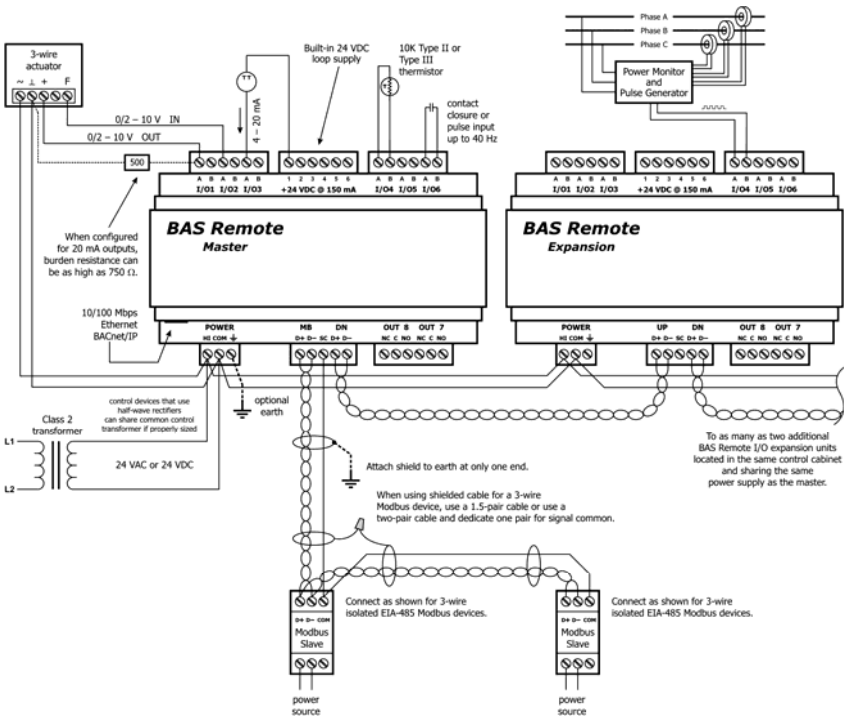 Phase A
Phase B
Phase C
3-wire
actuator
~ ⊥ + F
Built-in 24 VDC
loop supply
10K Type II or
Type III
thermistor
Power Monitor
and
Pulse Generator
4 – 20 mA
contact
closure or
pulse input
up to 40 Hz
0/2 – 10 V IN
0/2 – 10 V OUT
500
A B A B A B
I/O1 I/O2 I/O3
1 2 3 4 5 6
+24 VDC @ 150 mA
A B A B A B
I/O4 I/O5 I/O6
A B A B A B
I/O1 I/O2 I/O3
1 2 3 4 5 6
+24 VDC @ 150 mA
A B A B A B
I/O4 I/O5 I/O6
When configured
for 20 mA outputs,
burden resistance can
be as high as 750 Ω.
BAS Remote
Master
BAS Remote
Expansion
10/100 Mbps
Ethernet
BACnet/IP
POWER
HI COM
MB DN
D+ D− SC D+ D−
OUT 8 OUT 7
NC C NO NC C NO
POWER
HI COM
UP DN
D+ D− SC D+ D−
OUT 8 OUT 7
NC C NO NC C NO
optional
earth
control devices that use
half-wave rectifiers
can share common control
transformer if properly sized
Class 2
transformer
L1
24 VAC or 24 VDC
L2
To as many as two additional
BAS Remote I/O expansion units
located in the same control cabinet
and sharing the same
power supply as the master.
Attach shield to earth at only one end.
When using shielded cable for a 3-wire
Modbus device, use a 1.5-pair cable or use a
two-pair cable and dedicate one pair for signal common.
D+ D− COM
Modbus
Slave
Connect as shown for 3-wire
isolated EIA-485 Modbus devices.
D+ D− COM
Modbus
Slave
Connect as shown for 3-wire
isolated EIA-485 Modbus devices.
power
source
power
source